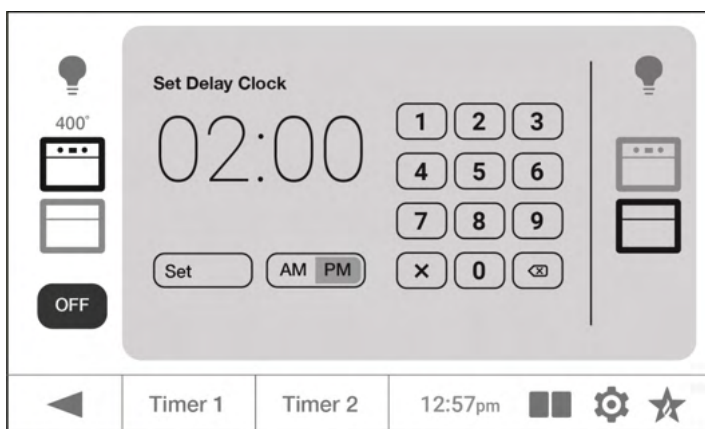 Set Delay Clock
400°
02:00
1 2 3
4 5 6
7 8 9
× 0
Set AM PM
OFF
Timer 1 Timer 2 12:57pm